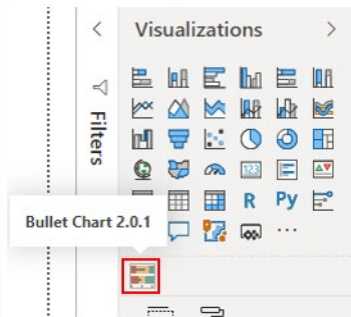 Visualizations
Filters
123
R Py
Bullet Chart 2.0.1